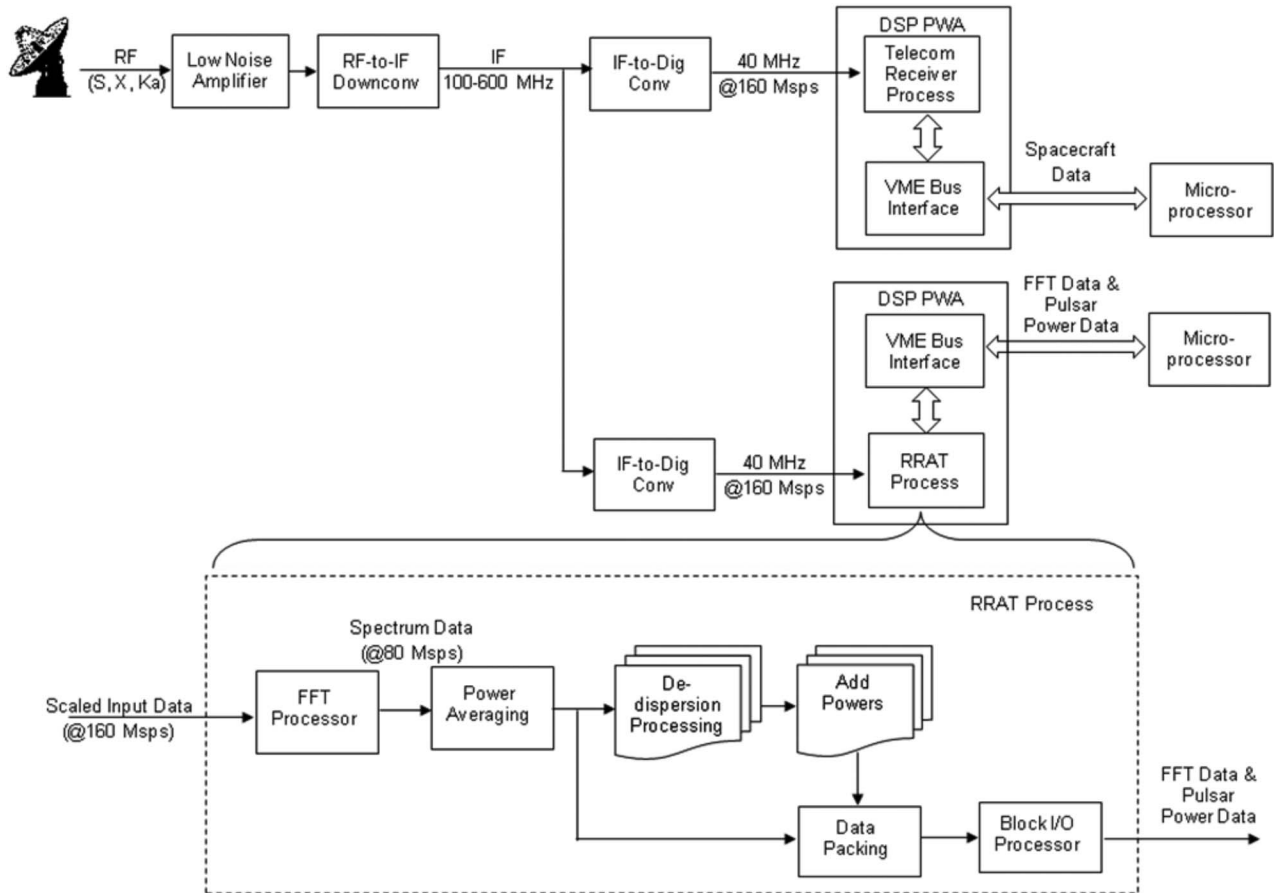 RF
(S, X, Ka)
Low Noise
Amplifier
RF-to-IF
Downconv
IF
100-600 MHz
IF-to-Dig
Conv
40 MHz
@160 Msps
DSP PWA
Telecom
Receiver
Process
VME Bus
Interface
Spacecraft
Data
Micro-
processor
DSP PWA
VME Bus
Interface
FFT Data &
Pulsar
Power Data
Micro-
processor
IF-to-Dig
Conv
40 MHz
@160 Msps
RRAT
Process
RRAT Process
Scaled Input Data
(@160 Msps)
FFT
Processor
Spectrum Data
(@80 Msps)
Power
Averaging
De-
dispersion
Processing
Add
Powers
Data
Packing
Block I/O
Processor
FFT Data &
Pulsar
Power Data